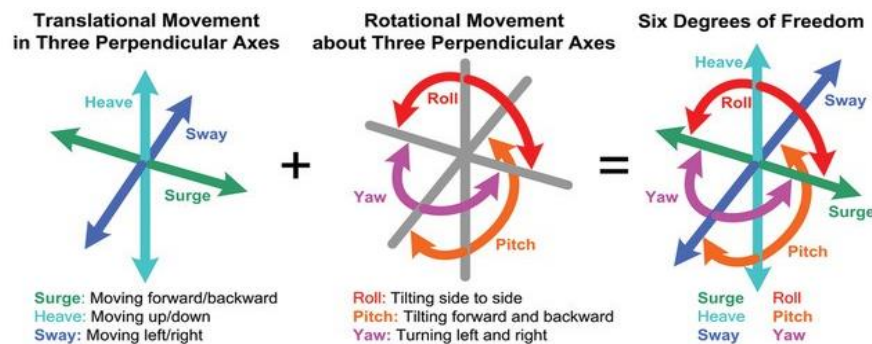 Translational Movement
in Three Perpendicular Axes
Heave
Sway
Surge
Surge: Moving forward/backward
Heave: Moving up/down
Sway: Moving left/right
+
Rotational Movement
about Three Perpendicular Axes
Roll
Yaw
Pitch
Roll: Tilting side to side
Pitch: Tilting forward and backward
Yaw: Turning left and right
=
Six Degrees of Freedom
Heave
Sway
Roll
Yaw
Surge
Pitch
Surge Roll
Heave Pitch
Sway Yaw